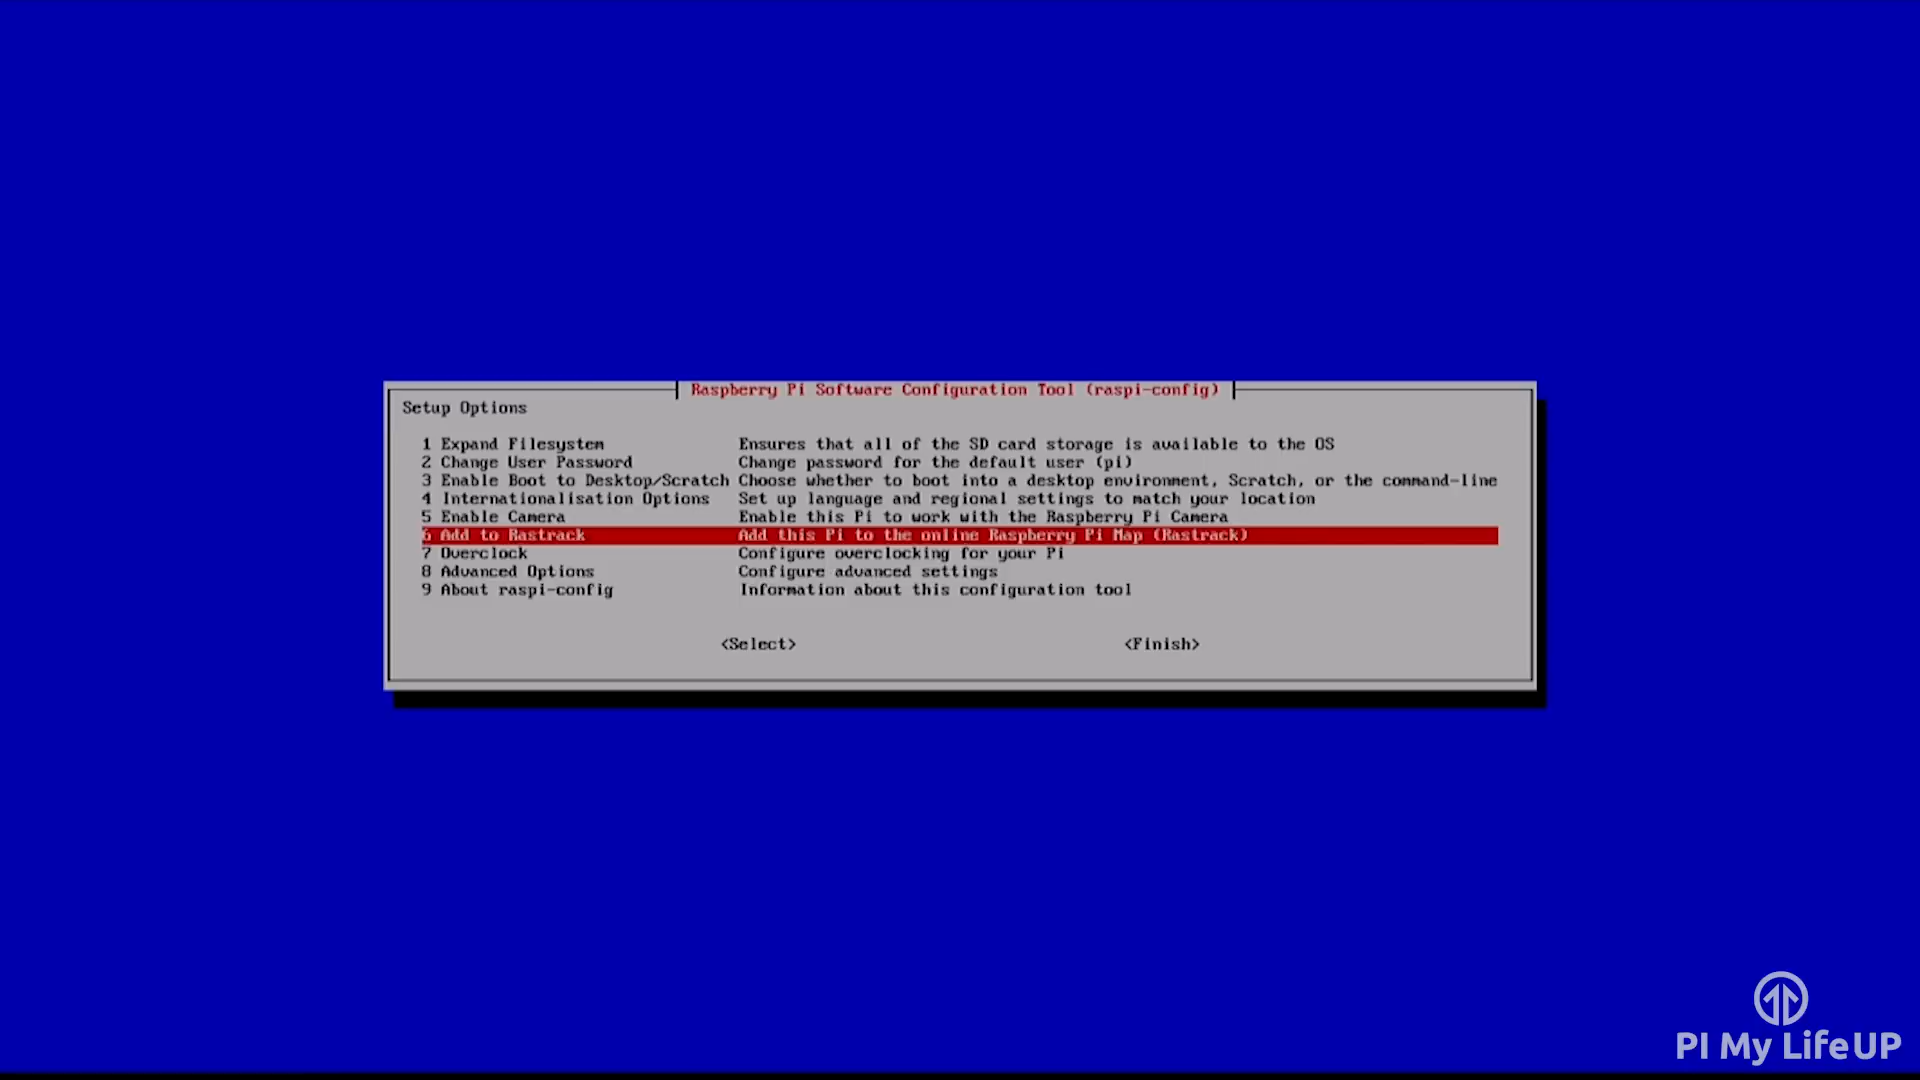 Raspberry Pi Software Configuration Tool (raspi-config)
Setup Options
1 Expand Filesystem Ensures that all of the SD card storage is available to the OS
2 Change User Password Change password for the default user (pi)
3 Enable Boot to Desktop/Scratch Choose whether to boot into a desktop environment, Scratch, or the command-line
4 Internationalisation Options Set up language and regional settings to match your location
5 Enable Camera Enable this Pi to work with the Raspberry Pi Camera
6 Add to Rastrack Add this Pi to the online Raspberry Pi Map (Rastrack)
7 Overclock Configure overclocking for your Pi
8 Advanced Options Configure advanced settings
9 About raspi-config Information about this configuration tool
<Select> <Finish>
PI My LifeUP